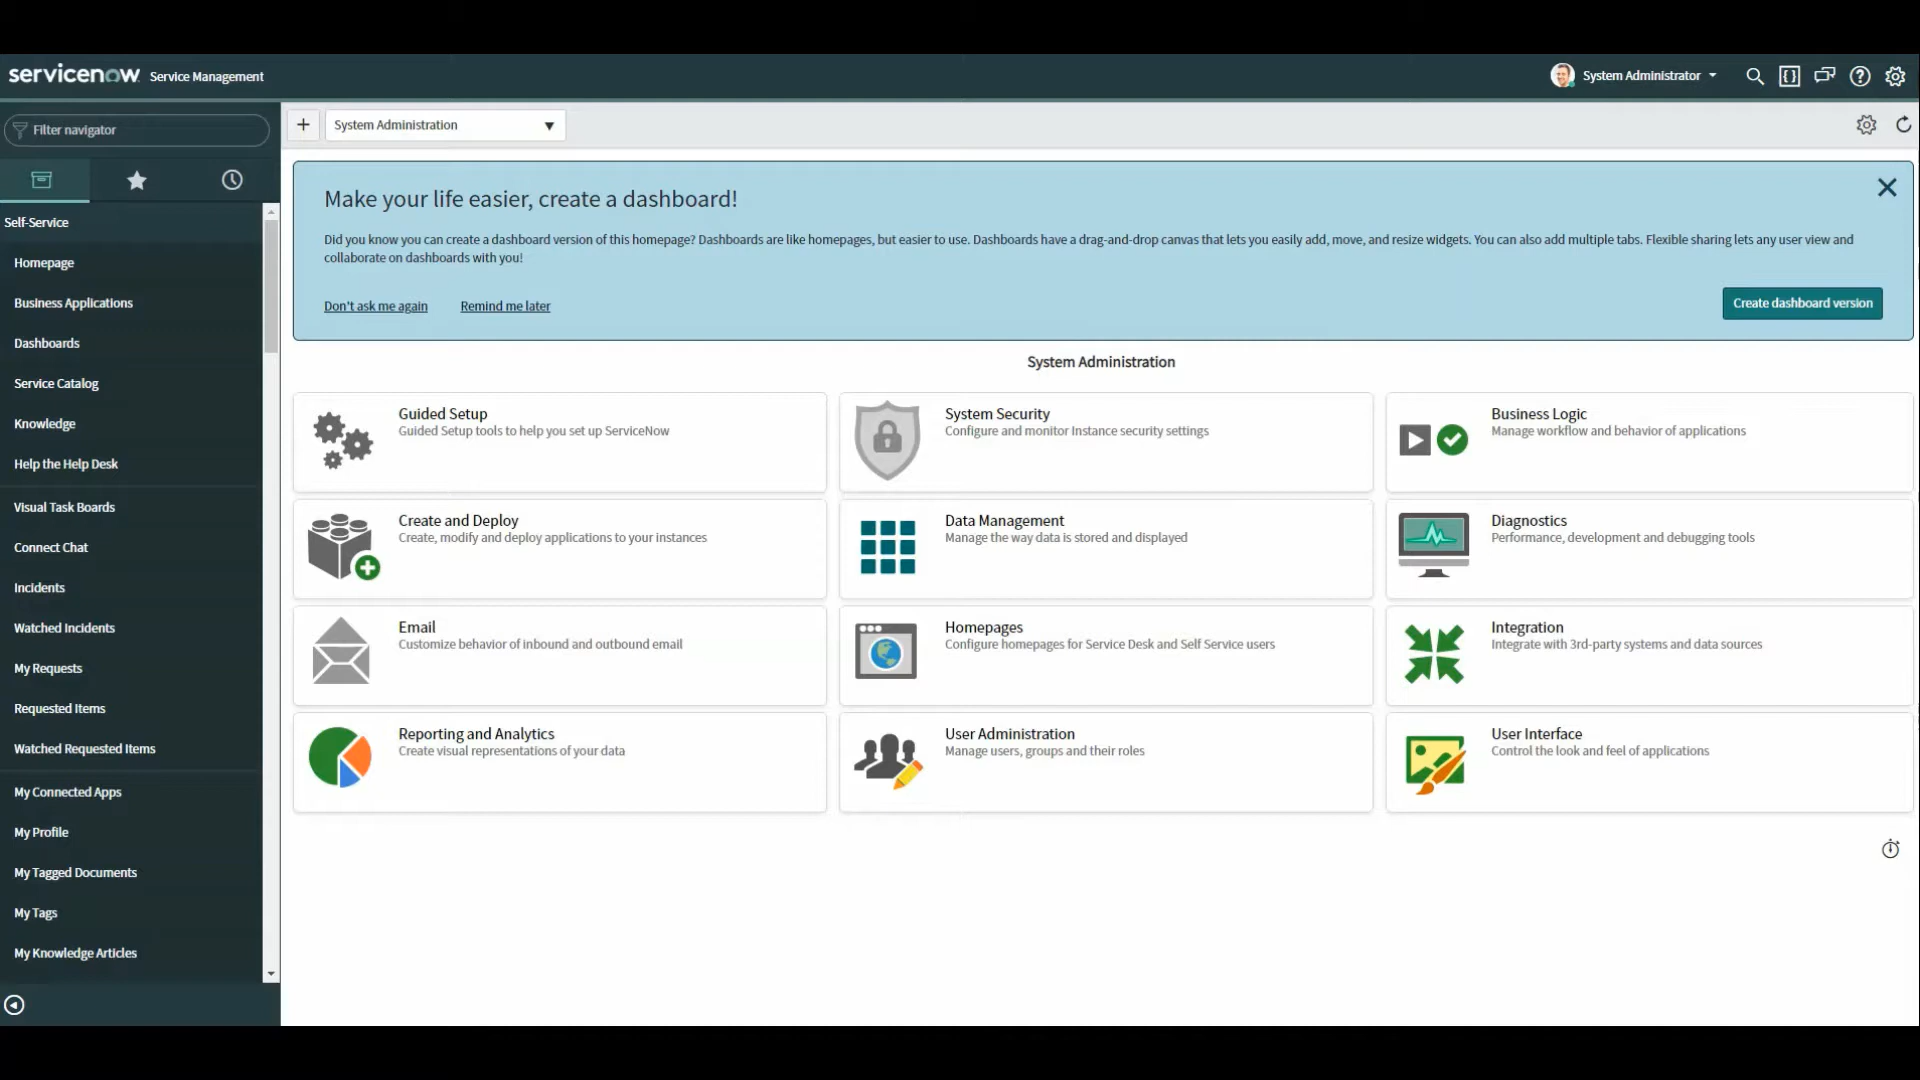 servicenow Service Management
System Administrator
Filter navigator
System Administration
Self-Service
Homepage
Business Applications
Dashboards
Service Catalog
Knowledge
Help the Help Desk
Visual Task Boards
Connect Chat
Incidents
Watched Incidents
My Requests
Requested Items
Watched Requested Items
My Connected Apps
My Profile
My Tagged Documents
My Tags
My Knowledge Articles
Make your life easier, create a dashboard!
Did you know you can create a dashboard version of this homepage? Dashboards are like homepages, but easier to use. Dashboards have a drag-and-drop canvas that lets you easily add, move, and resize widgets. You can also add multiple tabs. Flexible sharing lets any user view and
collaborate on dashboards with you!
Don't ask me again Remind me later
Create dashboard version
System Administration
Guided Setup
Guided Setup tools to help you set up ServiceNow
System Security
Configure and monitor Instance security settings
Business Logic
Manage workflow and behavior of applications
Create and Deploy
Create, modify and deploy applications to your instances
Data Management
Manage the way data is stored and displayed
Diagnostics
Performance, development and debugging tools
Email
Customize behavior of inbound and outbound email
Homepages
Configure homepages for Service Desk and Self Service users
Integration
Integrate with 3rd-party systems and data sources
Reporting and Analytics
Create visual representations of your data
User Administration
Manage users, groups and their roles
User Interface
Control the look and feel of applications